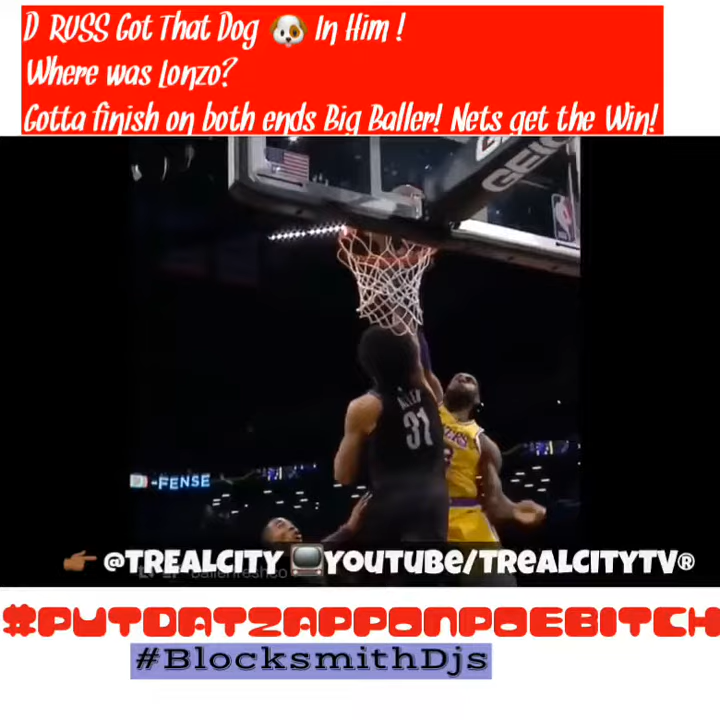 D RUSS Got That Dog 🐶 In Him !
Where was Lonzo?
Gotta finish on both ends Big Baller! Nets get the Win!
GEICO
31
D -FENSE
👉🏾 @TREALCITY 📺YOUTUBE/TREALCITYTV®
#PUTDATZAPPONPOEBITCH
#BlocksmithDjs